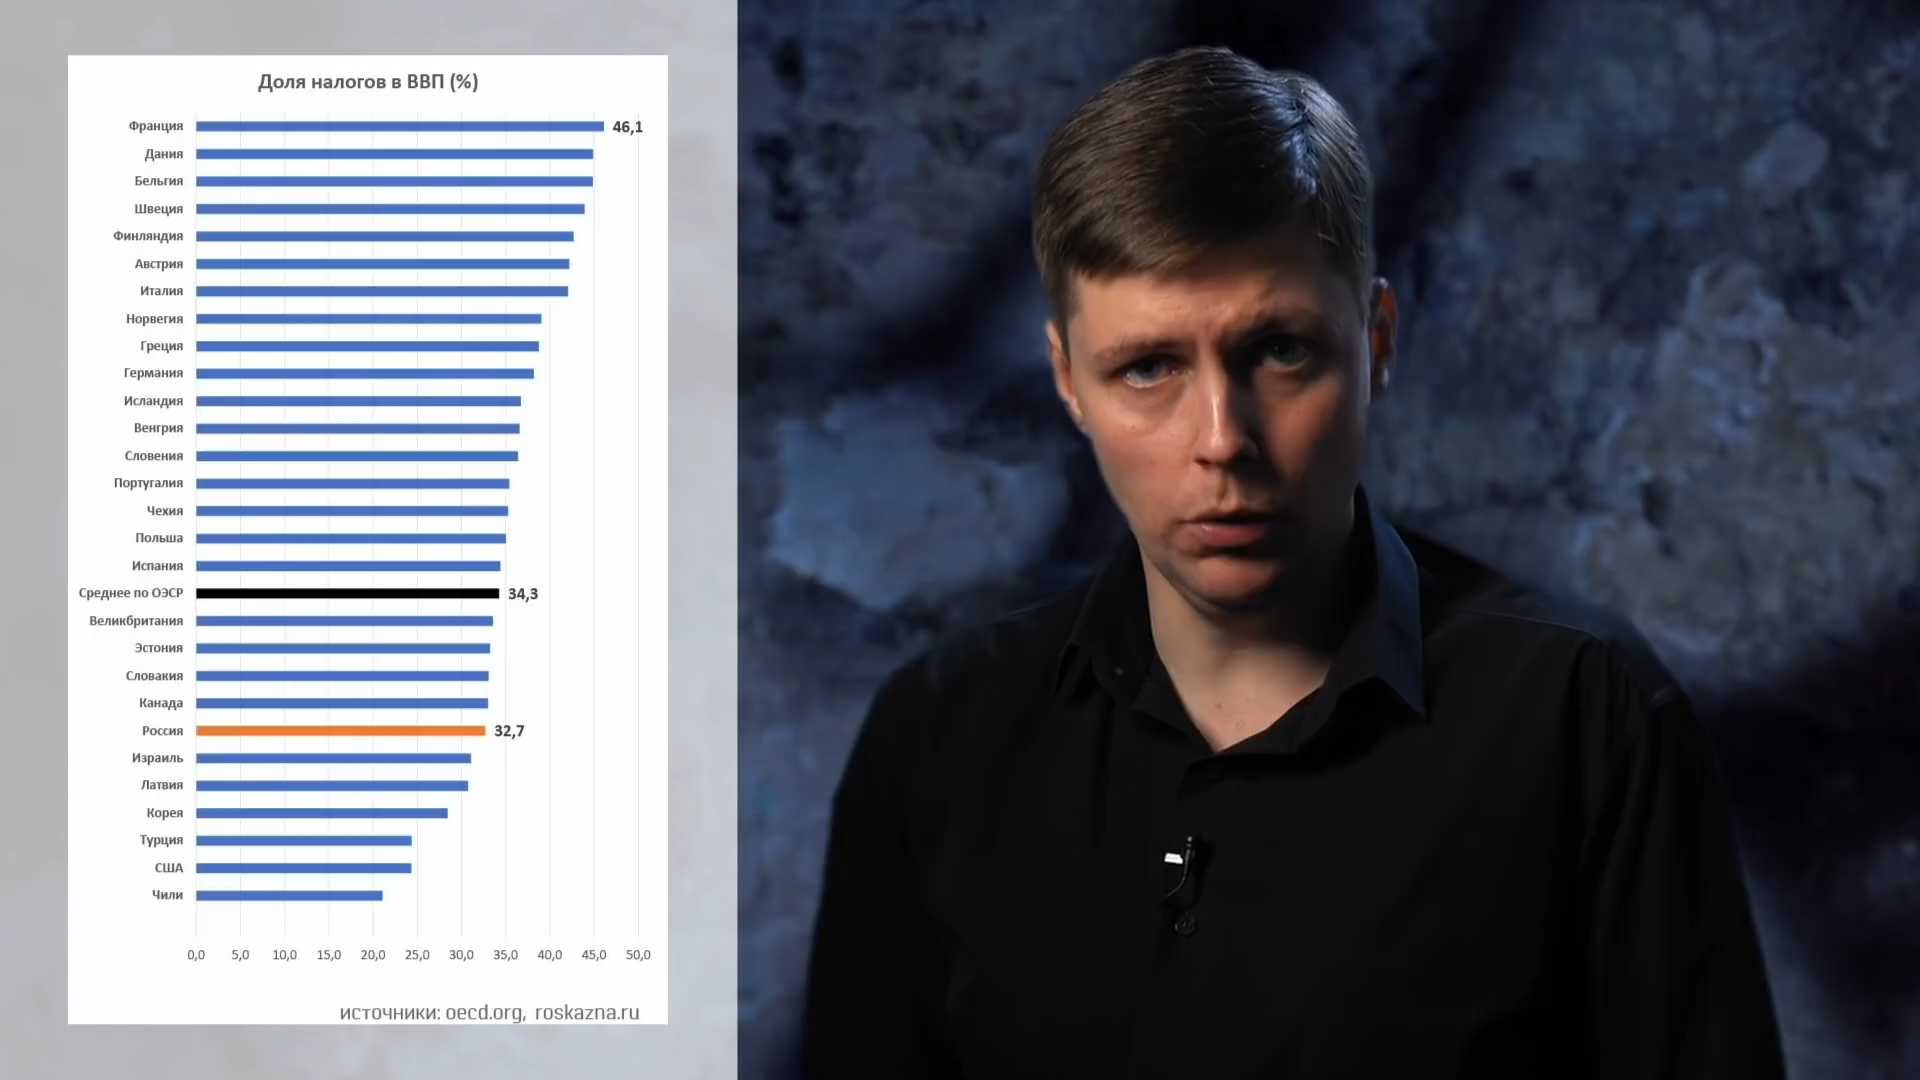 Доля налогов в ВВП (%)
Франция 46,1
Дания
Бельгия
Швеция
Финляндия
Австрия
Италия
Норвегия
Греция
Германия
Исландия
Венгрия
Словения
Португалия
Чехия
Польша
Испания
Среднее по ОЭСР 34,3
Великбритания
Эстония
Словакия
Канада
Россия 32,7
Израиль
Латвия
Корея
Турция
США
Чили
0,0 5,0 10,0 15,0 20,0 25,0 30,0 35,0 40,0 45,0 50,0
источники: oecd.org, roskazna.ru